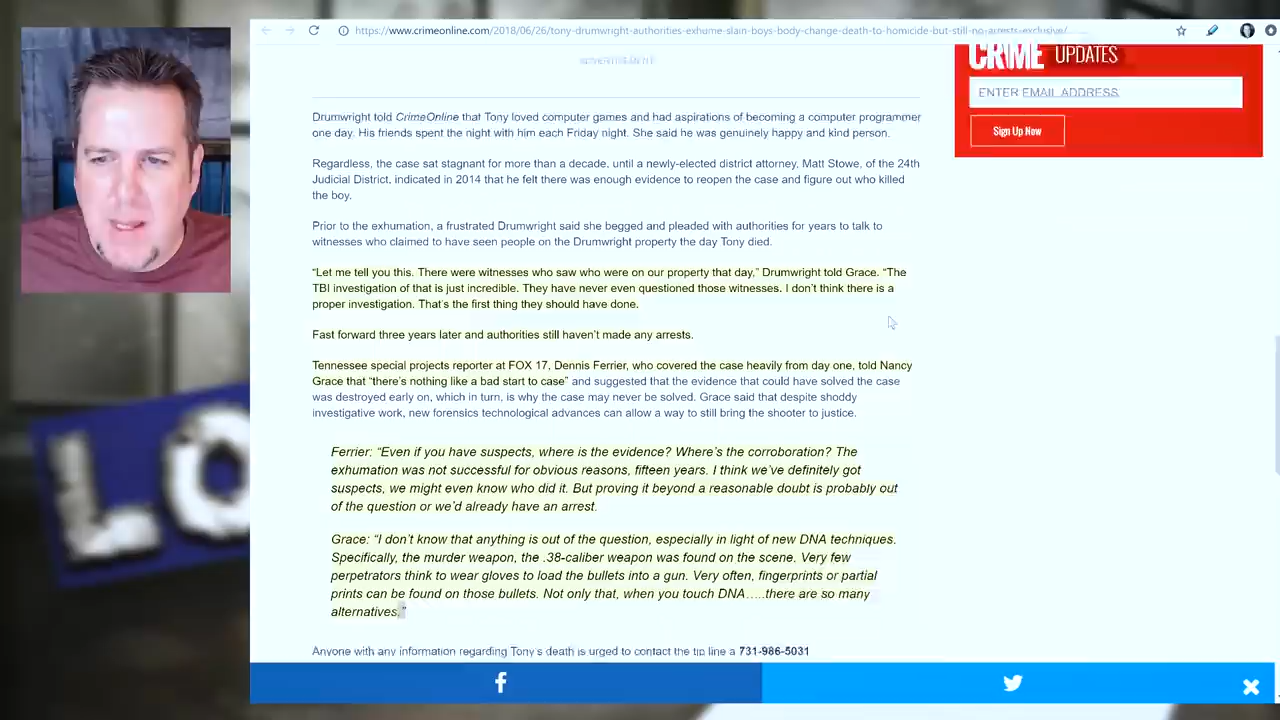 https://www.crimeonline.com/2018/06/26/tony-drumwright-authorities-exhume-slain-boys-body-change-death-to-homicide-but-still-no-arrests-exclusive/
CRIME UPDATES
ADVERTISEMENT
ENTER EMAIL ADDRESS
Sign Up Now
Drumwright told CrimeOnline that Tony loved computer games and had aspirations of becoming a computer programmer
one day. His friends spent the night with him each Friday night. She said he was genuinely happy and kind person.
Regardless, the case sat stagnant for more than a decade, until a newly-elected district attorney, Matt Stowe, of the 24th
Judicial District, indicated in 2014 that he felt there was enough evidence to reopen the case and figure out who killed
the boy.
Prior to the exhumation, a frustrated Drumwright said she begged and pleaded with authorities for years to talk to
witnesses who claimed to have seen people on the Drumwright property the day Tony died.
“Let me tell you this. There were witnesses who saw who were on our property that day,” Drumwright told Grace. “The
TBI investigation of that is just incredible. They have never even questioned those witnesses. I don’t think there is a
proper investigation. That’s the first thing they should have done.
Fast forward three years later and authorities still haven’t made any arrests.
Tennessee special projects reporter at FOX 17, Dennis Ferrier, who covered the case heavily from day one, told Nancy
Grace that “there’s nothing like a bad start to case” and suggested that the evidence that could have solved the case
was destroyed early on, which in turn, is why the case may never be solved. Grace said that despite shoddy
investigative work, new forensics technological advances can allow a way to still bring the shooter to justice.
Ferrier: “Even if you have suspects, where is the evidence? Where’s the corroboration? The
exhumation was not successful for obvious reasons, fifteen years. I think we’ve definitely got
suspects, we might even know who did it. But proving it beyond a reasonable doubt is probably out
of the question or we’d already have an arrest.
Grace: “I don’t know that anything is out of the question, especially in light of new DNA techniques.
Specifically, the murder weapon, the .38-caliber weapon was found on the scene. Very few
perpetrators think to wear gloves to load the bullets into a gun. Very often, fingerprints or partial
prints can be found on those bullets. Not only that, when you touch DNA…..there are so many
alternatives.”
Anyone with any information regarding Tony’s death is urged to contact the tip line a 731-986-5031
LO